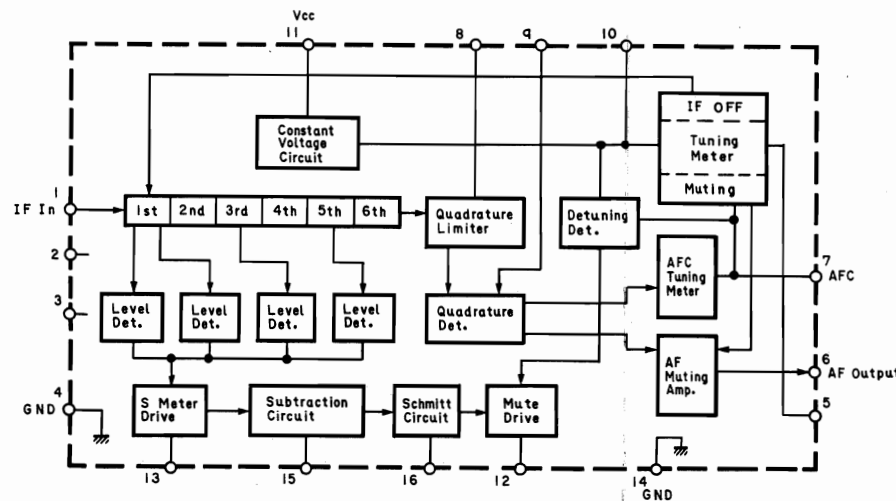 Vcc
11
8
9
10
IF OFF
Tuning
Meter
Muting
Constant
Voltage
Circuit
1
IF In
1st 2nd 3rd 4th 5th 6th
Quadrature
Limiter
Detuning
Det.
2
3
AFC
Tuning
Meter
7
AFC
Level
Det.
Level
Det.
Level
Det.
Level
Det.
Quadrature
Det.
AF
Muting
Amp.
6
AF Output
5
4
GND
S Meter
Drive
Subtraction
Circuit
Schmitt
Circuit
Mute
Drive
13
15
16
12
14
GND